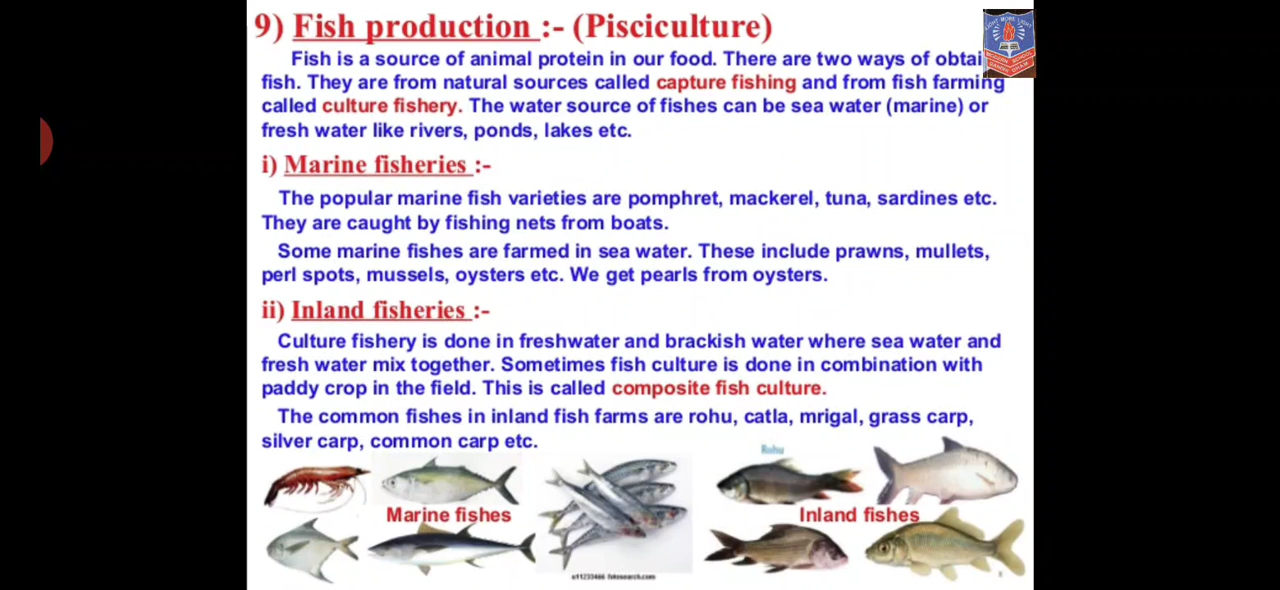 9) Fish production :- (Pisciculture)
Fish is a source of animal protein in our food. There are two ways of obtai
fish. They are from natural sources called capture fishing and from fish farming
called culture fishery. The water source of fishes can be sea water (marine) or
fresh water like rivers, ponds, lakes etc.
i) Marine fisheries :-
The popular marine fish varieties are pomphret, mackerel, tuna, sardines etc.
They are caught by fishing nets from boats.
Some marine fishes are farmed in sea water. These include prawns, mullets,
perl spots, mussels, oysters etc. We get pearls from oysters.
ii) Inland fisheries :-
Culture fishery is done in freshwater and brackish water where sea water and
fresh water mix together. Sometimes fish culture is done in combination with
paddy crop in the field. This is called composite fish culture.
The common fishes in inland fish farms are rohu, catla, mrigal, grass carp,
silver carp, common carp etc.
Rohu
Marine fishes
Inland fishes